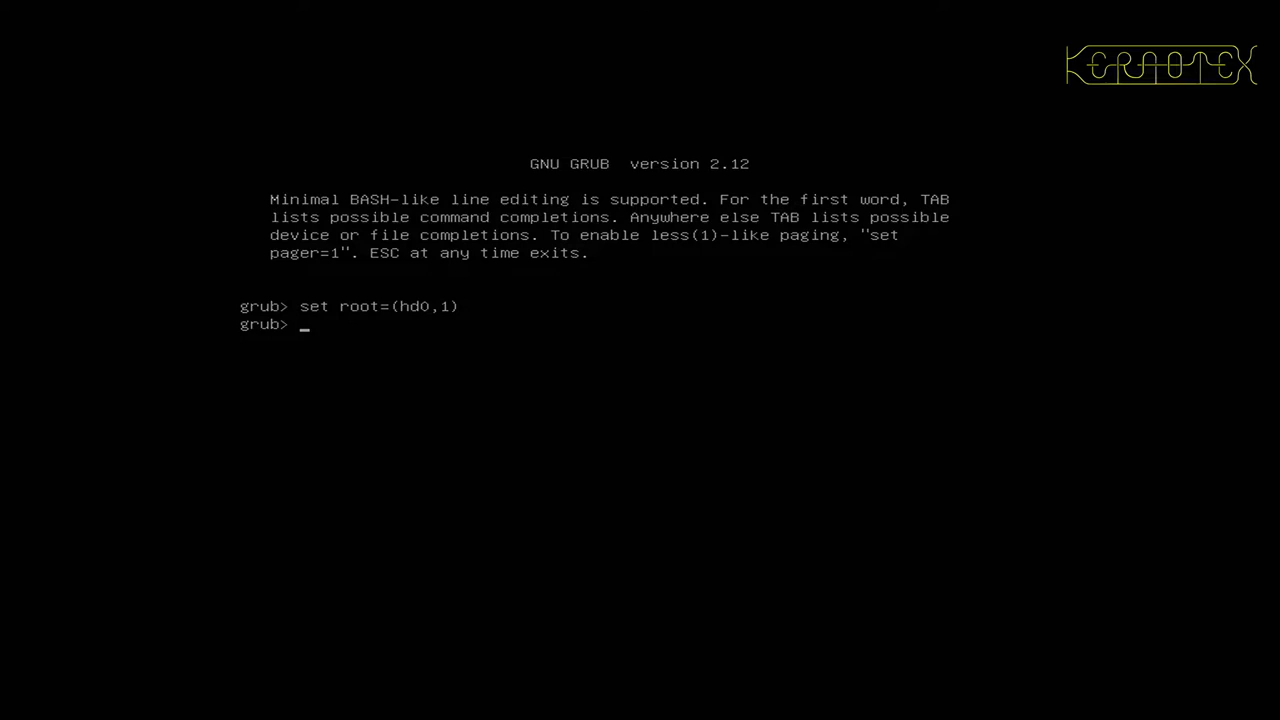 KERNOTEX
GNU GRUB  version 2.12
Minimal BASH-like line editing is supported. For the first word, TAB
lists possible command completions. Anywhere else TAB lists possible
device or file completions. To enable less(1)-like paging, "set
pager=1". ESC at any time exits.
grub> set root=(hd0,1)
grub> _